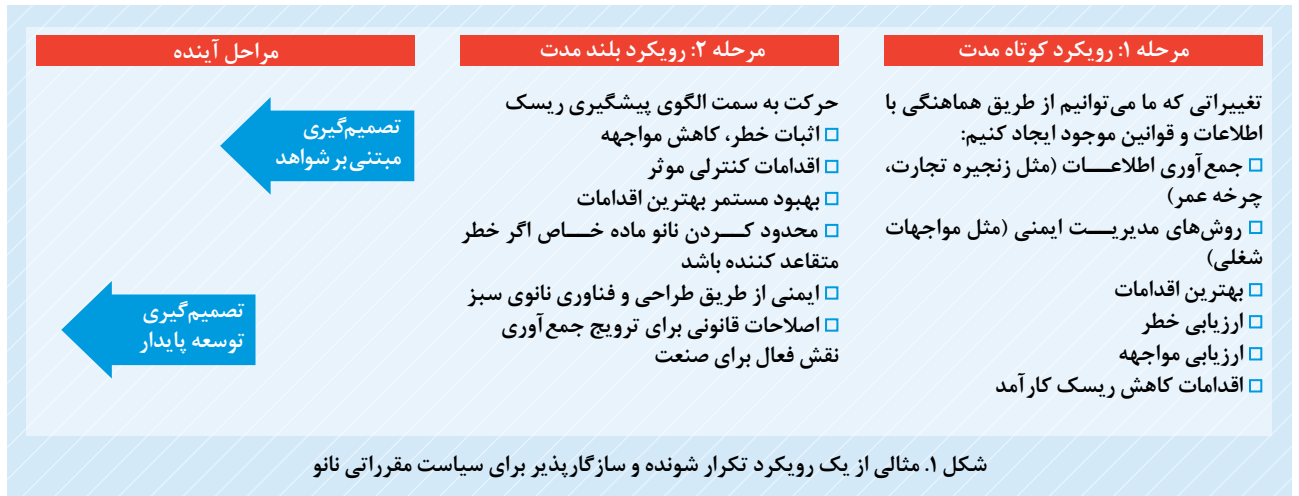 مرحله ۱: رویکرد کوتاه مدت
تغییراتی که ما می‌توانیم از طریق هماهنگی با
اطلاعات و قوانین موجود ایجاد کنیم:
□ جمع‌آوری اطلاعـــات (مثل زنجیره تجارت،
چرخه عمر)
□ روش‌های مدیریـــت ایمنی (مثل مواجهات
شغلی)
□ بهترین اقدامات
□ ارزیابی خطر
□ ارزیابی مواجهه
□ اقدامات کاهش ریسک کارآمد
مرحله ۲: رویکرد بلند مدت
حرکت به سمت الگوی پیشگیری ریسک
□ اثبات خطر، کاهش مواجهه
□ اقدامات کنترلی موثر
□ بهبود مستمر بهترین اقدامات
□ محدود کـــردن نانو ماده خـــاص اگر خطر
متقاعد کننده باشد
□ ایمنی از طریق طراحی و فناوری نانوی سبز
□ اصلاحات قانونی برای ترویج جمع‌آوری
نقش فعال برای صنعت
مراحل آینده
تصمیم‌گیری
مبتنی بر شواهد
تصمیم‌گیری
توسعه پایدار
شکل ۱. مثالی از یک رویکرد تکرار شونده و سازگارپذیر برای سیاست مقرراتی نانو